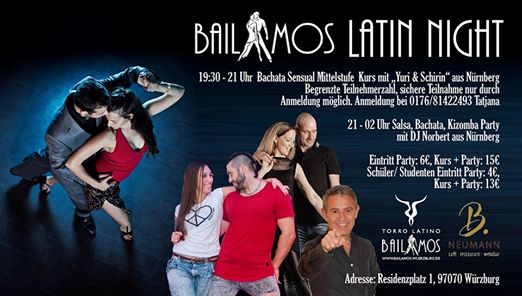 BAILAMOS LATIN NIGHT
19:30 - 21 Uhr Bachata Sensual Mittelstufe Kurs mit „Yuri & Schirin" aus Nürnberg
Begrenzte Teilnehmerzahl, sichere Teilnahme nur durch
Anmeldung möglich. Anmeldung bei 0176/81422493 Tatjana
21 - 02 Uhr Salsa, Bachata, Kizomba Party
mit DJ Norbert aus Nürnberg
Eintritt Party: 6€, Kurs + Party: 15€
Schüler/ Studenten Eintritt Party: 4€,
Kurs + Party: 13€
TORRO LATINO
BAILAMOS
WWW.BAILAMOS-WUERZBURG.DE
B.
NEUMANN
café · restaurant · weinbar
Adresse: Residenzplatz 1, 97070 Würzburg